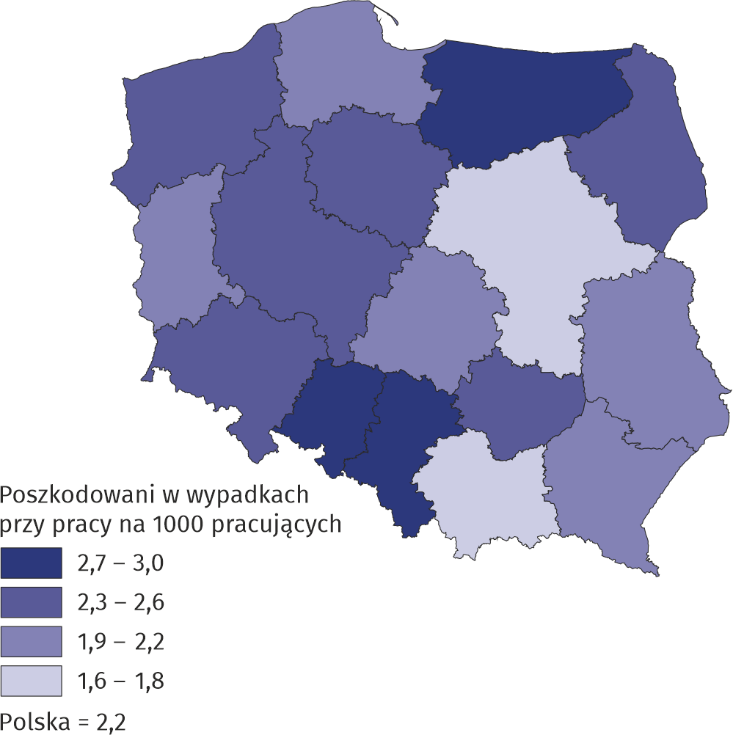 Poszkodowani w wypadkach
przy pracy na 1000 pracujących
2,7 – 3,0
2,3 – 2,6
1,9 – 2,2
1,6 – 1,8
Polska = 2,2